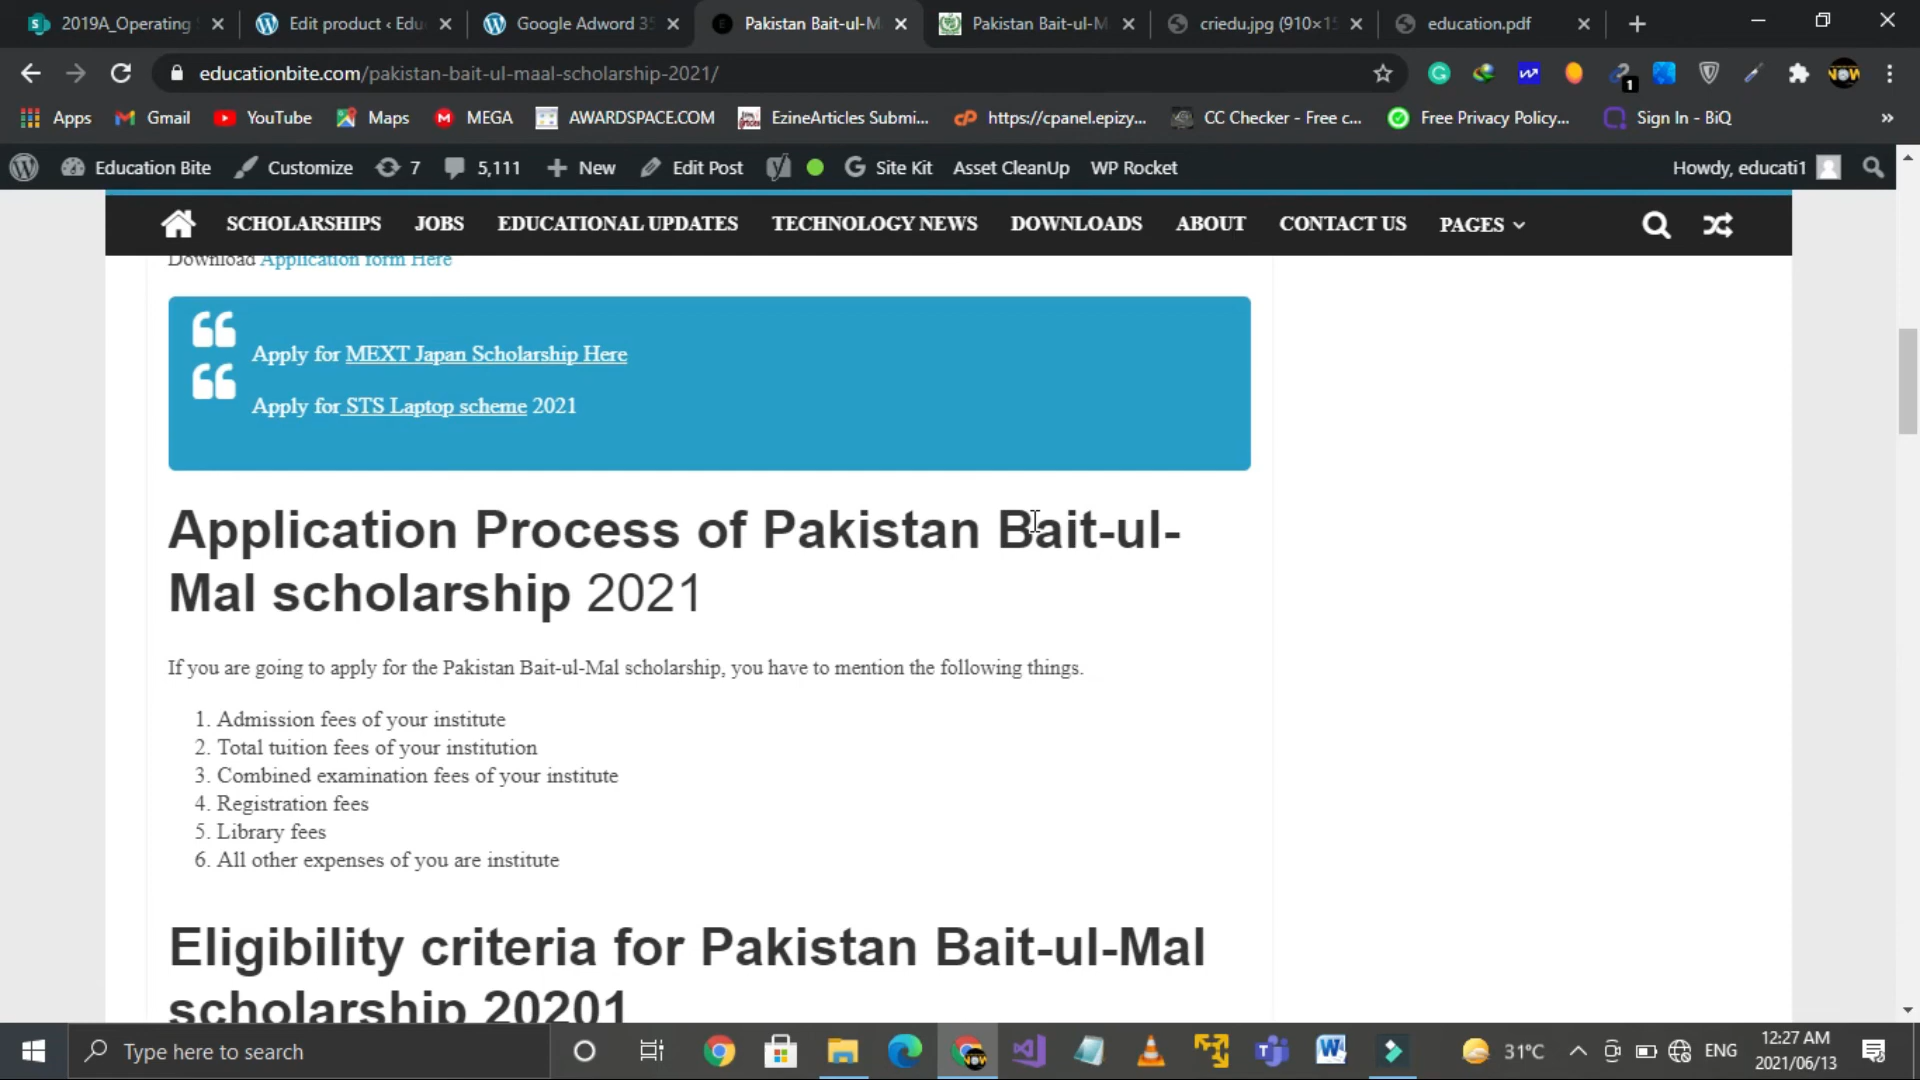 2019A_Operating
Edit product ‹ Edu
Google Adword 35
Pakistan Bait-ul-M
Pakistan Bait-ul-M
criedu.jpg (910×15
education.pdf
educationbite.com/pakistan-bait-ul-maal-scholarship-2021/
1
NOW
Apps
Gmail
YouTube
Maps
MEGA
AWARDSPACE.COM
EzineArticles Submi...
https://cpanel.epizy...
CC Checker - Free c...
Free Privacy Policy...
Sign In - BiQ
»
Education Bite
Customize
7
5,111
New
Edit Post
Site Kit
Asset CleanUp
WP Rocket
Howdy, educati1
SCHOLARSHIPS
JOBS
EDUCATIONAL UPDATES
TECHNOLOGY NEWS
DOWNLOADS
ABOUT
CONTACT US
PAGES
Download Application form Here
Apply for MEXT Japan Scholarship Here
Apply for STS Laptop scheme 2021
Application Process of Pakistan Bait-ul-
Mal scholarship 2021
If you are going to apply for the Pakistan Bait-ul-Mal scholarship, you have to mention the following things.
1. Admission fees of your institute
2. Total tuition fees of your institution
3. Combined examination fees of your institute
4. Registration fees
5. Library fees
6. All other expenses of you are institute
Eligibility criteria for Pakistan Bait-ul-Mal
scholarship 20201
Type here to search
31°C
ENG
12:27 AM
2021/06/13